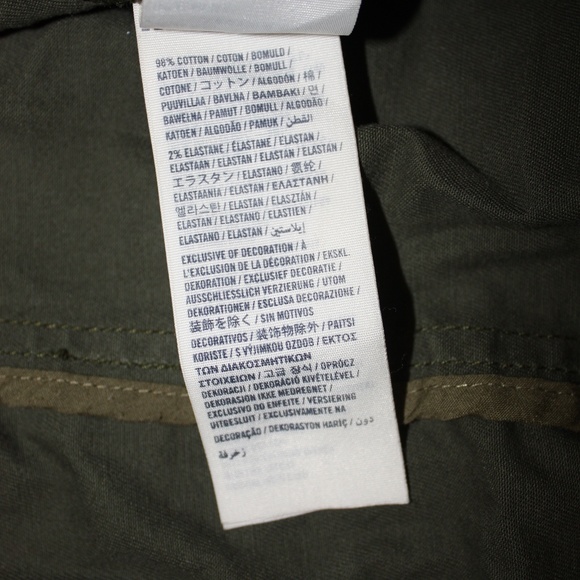 98% COTTON / COTON / BOMULD /
KATOEN / BAUMWOLLE / BOMULL /
COTONE / コットン / ALGODÓN / 棉 /
PUUVILLAA / BAVLNA / BAMBAKI / 면 /
BAWEŁNA / PAMUT / BOMULL / ALGODÃO /
KATOEN / ALGODÃO / PAMUK / القطن
2% ELASTANE / ÉLASTANE / ELASTAN /
ELASTAAN / ELASTAN / ELASTAN / ELASTAN /
エラスタン / ELASTANO / 氨纶 /
ELASTAANIA / ELASTAN / ΕΛΑΣΤΑΝΗ /
엘라스탄 / ELASTAN / ELASZTÁN /
ELASTAN / ELASTANO / ELASTIEN /
ELASTANO / ELASTAN / إيلاستين
EXCLUSIVE OF DECORATION / À
L'EXCLUSION DE LA DÉCORATION / EKSKL.
DEKORATION / EXCLUSIEF DECORATIE /
AUSSCHLIESSLICH VERZIERUNG / UTOM
DEKORATIONEN / ESCLUSA DECORAZIONE /
装飾を除く / SIN MOTIVOS
DECORATIVOS / 装饰物除外 / PAITSI
KORISTE / S VÝJIMKOU OZDOB / ΕΚΤΟΣ
ΤΩΝ ΔΙΑΚΟΣΜΗΤΙΚΩΝ
ΣΤΟΙΧΕΙΩΝ / 고급 장식 / OPRÓCZ
DEKORACJI / DEKORÁCIÓ KIVÉTELÉVEL /
DEKORASJON IKKE MEDREGNET /
EXCLUSIVO DO ENFEITE / VERSIERING
UITBESLUIT / EXCLUSIVAMENTE NA
DECORAÇÃO / DEKORASYON HARİÇ / دون
زخرفة